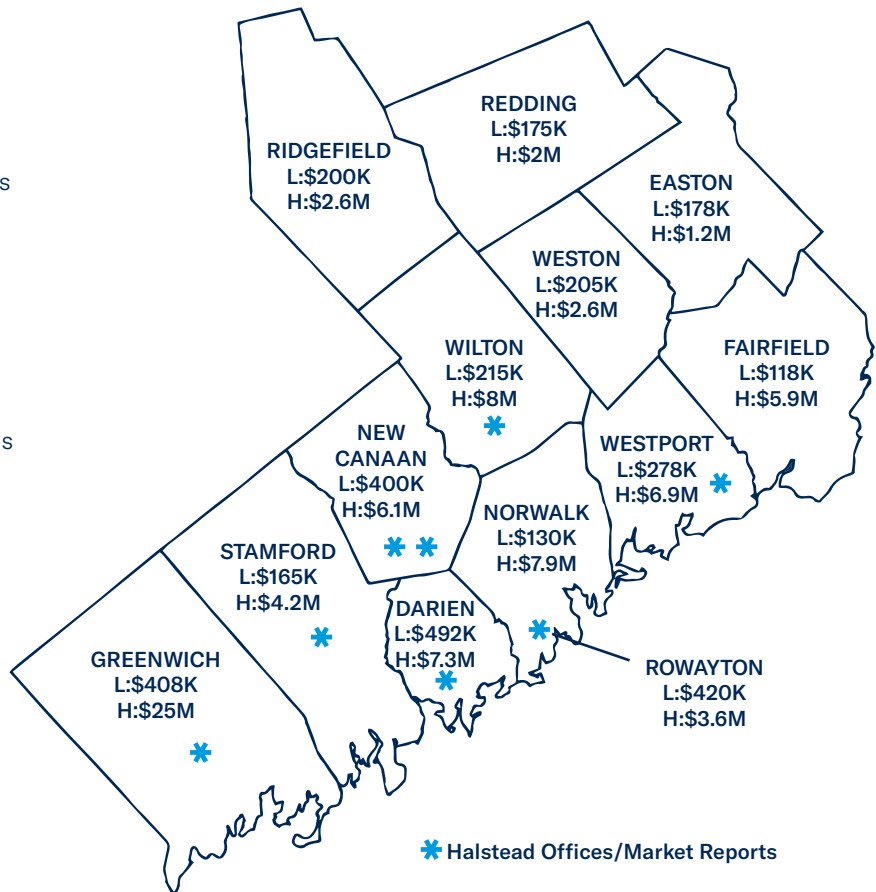 REDDING
L:$175K
H:$2M
RIDGEFIELD
L:$200K
H:$2.6M
s
EASTON
L:$178K
H:$1.2M
WESTON
L:$205K
H:$2.6M
WILTON
L:$215K
H:$8M
FAIRFIELD
L:$118K
H:$5.9M
s
NEW
CANAAN
L:$400K
H:$6.1M
WESTPORT
L:$278K
H:$6.9M
NORWALK
L:$130K
H:$7.9M
STAMFORD
L:$165K
H:$4.2M
DARIEN
L:$492K
H:$7.3M
GREENWICH
L:$408K
H:$25M
ROWAYTON
L:$420K
H:$3.6M
Halstead Offices/Market Reports